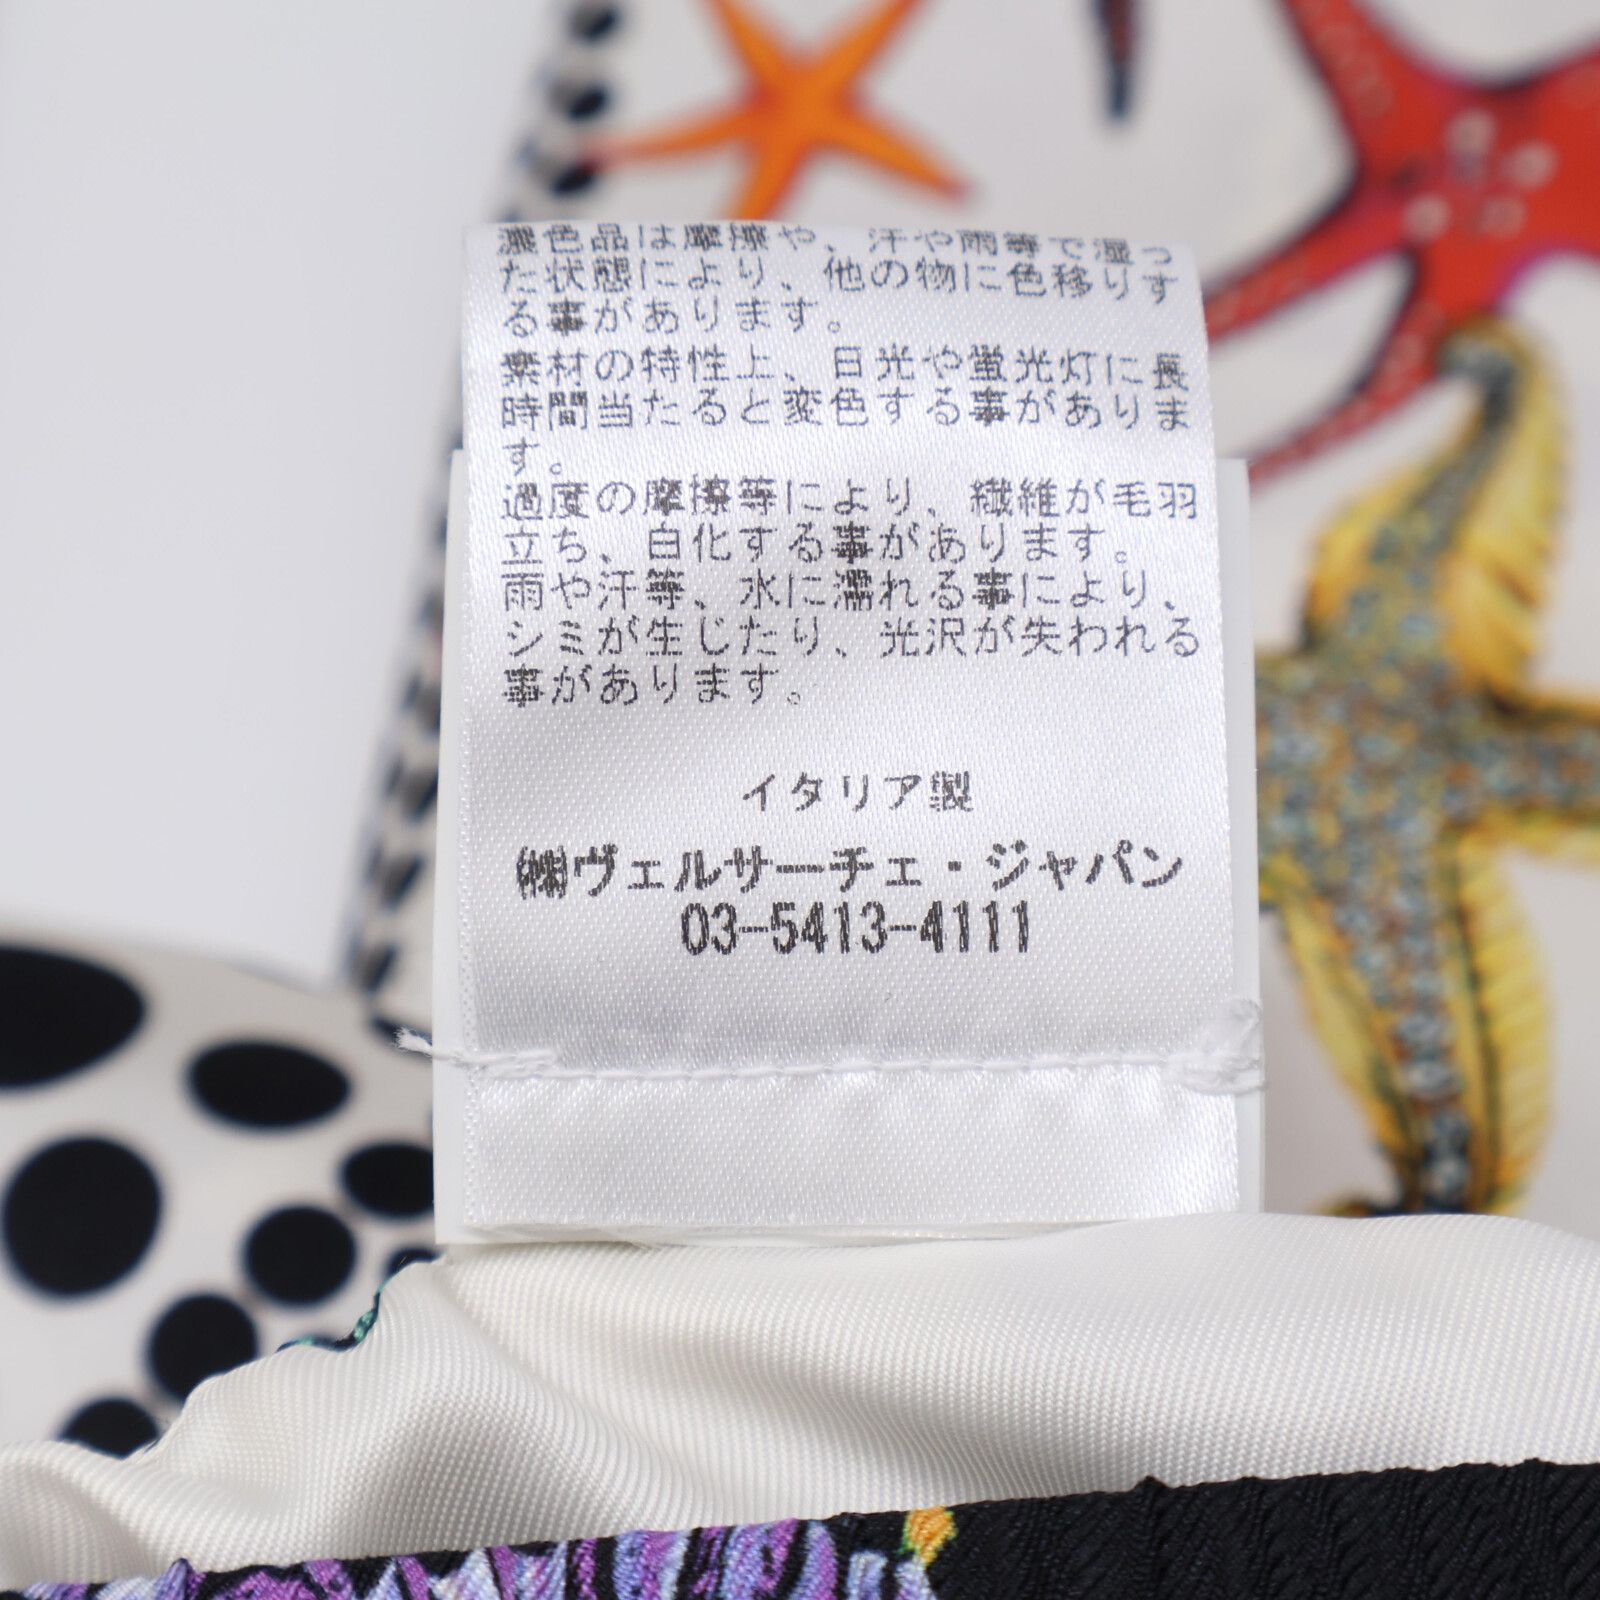 濃色品は摩擦や、汗や雨等で湿っ
た状態により、他の物に色移りす
る事があります。
素材の特性上、日光や蛍光灯に長
時間当たると変色する事がありま
す。
過度の摩擦等により、繊維が毛羽
立ち、白化する事があります。
雨や汗等、水に濡れる事により、
シミが生じたり、光沢が失われる
事があります。
イタリア製
㈱ヴェルサーチェ・ジャパン
03-5413-4111